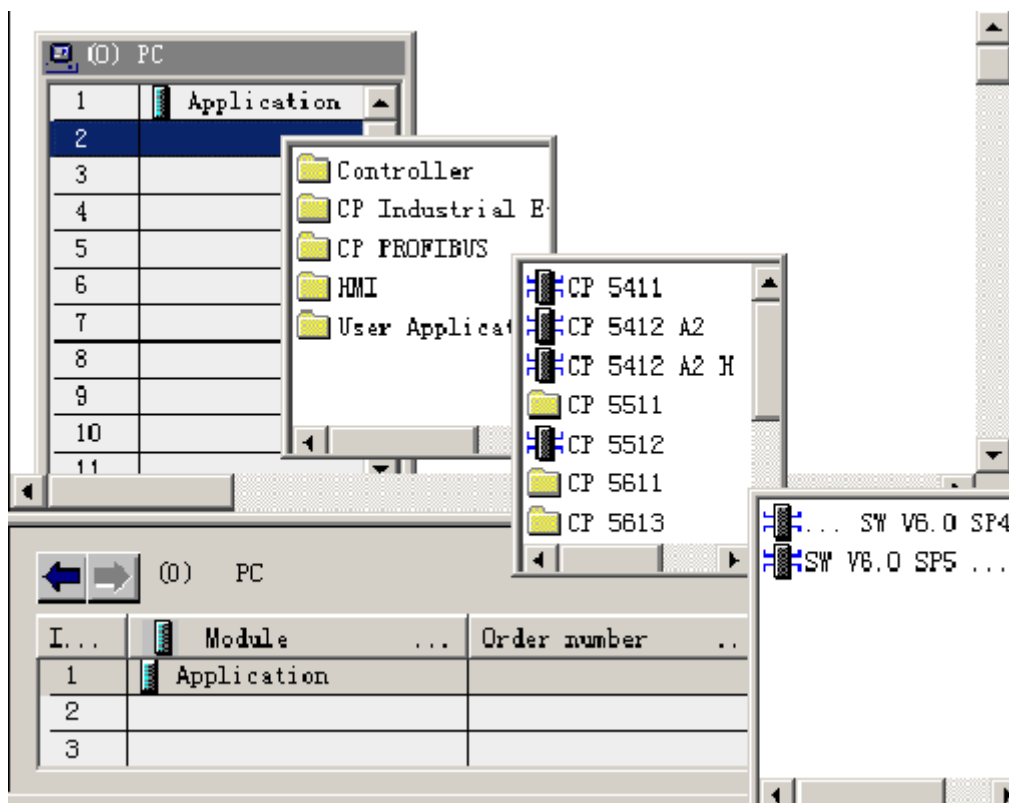 (0) PC
1 Application
2
3
4
5
6
7
8
9
10
11
Controller
CP Industrial E
CP PROFIBUS
HMI
User Applicat
CP 5411
CP 5412 A2
CP 5412 A2 H
CP 5511
CP 5512
CP 5611
CP 5613
... SW V6.0 SP4
SW V6.0 SP5 ...
(0) PC
I... Module ... Order number ..
1 Application
2
3